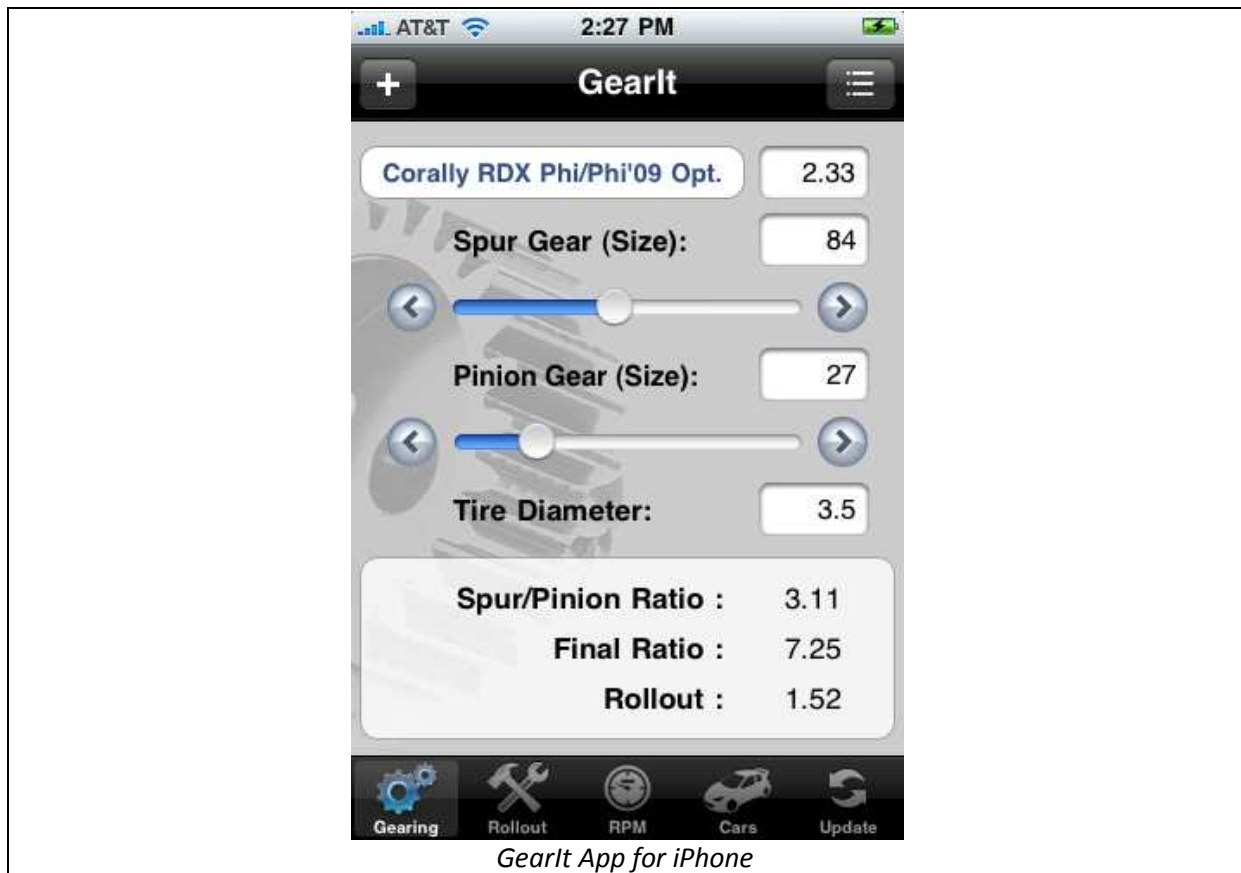 AT&T 2:27 PM
+ GearIt
Corally RDX Phi/Phi'09 Opt. 2.33
Spur Gear (Size): 84
Pinion Gear (Size): 27
Tire Diameter: 3.5
Spur/Pinion Ratio : 3.11
Final Ratio : 7.25
Rollout : 1.52
Gearing Rollout RPM Cars Update
GearIt App for iPhone